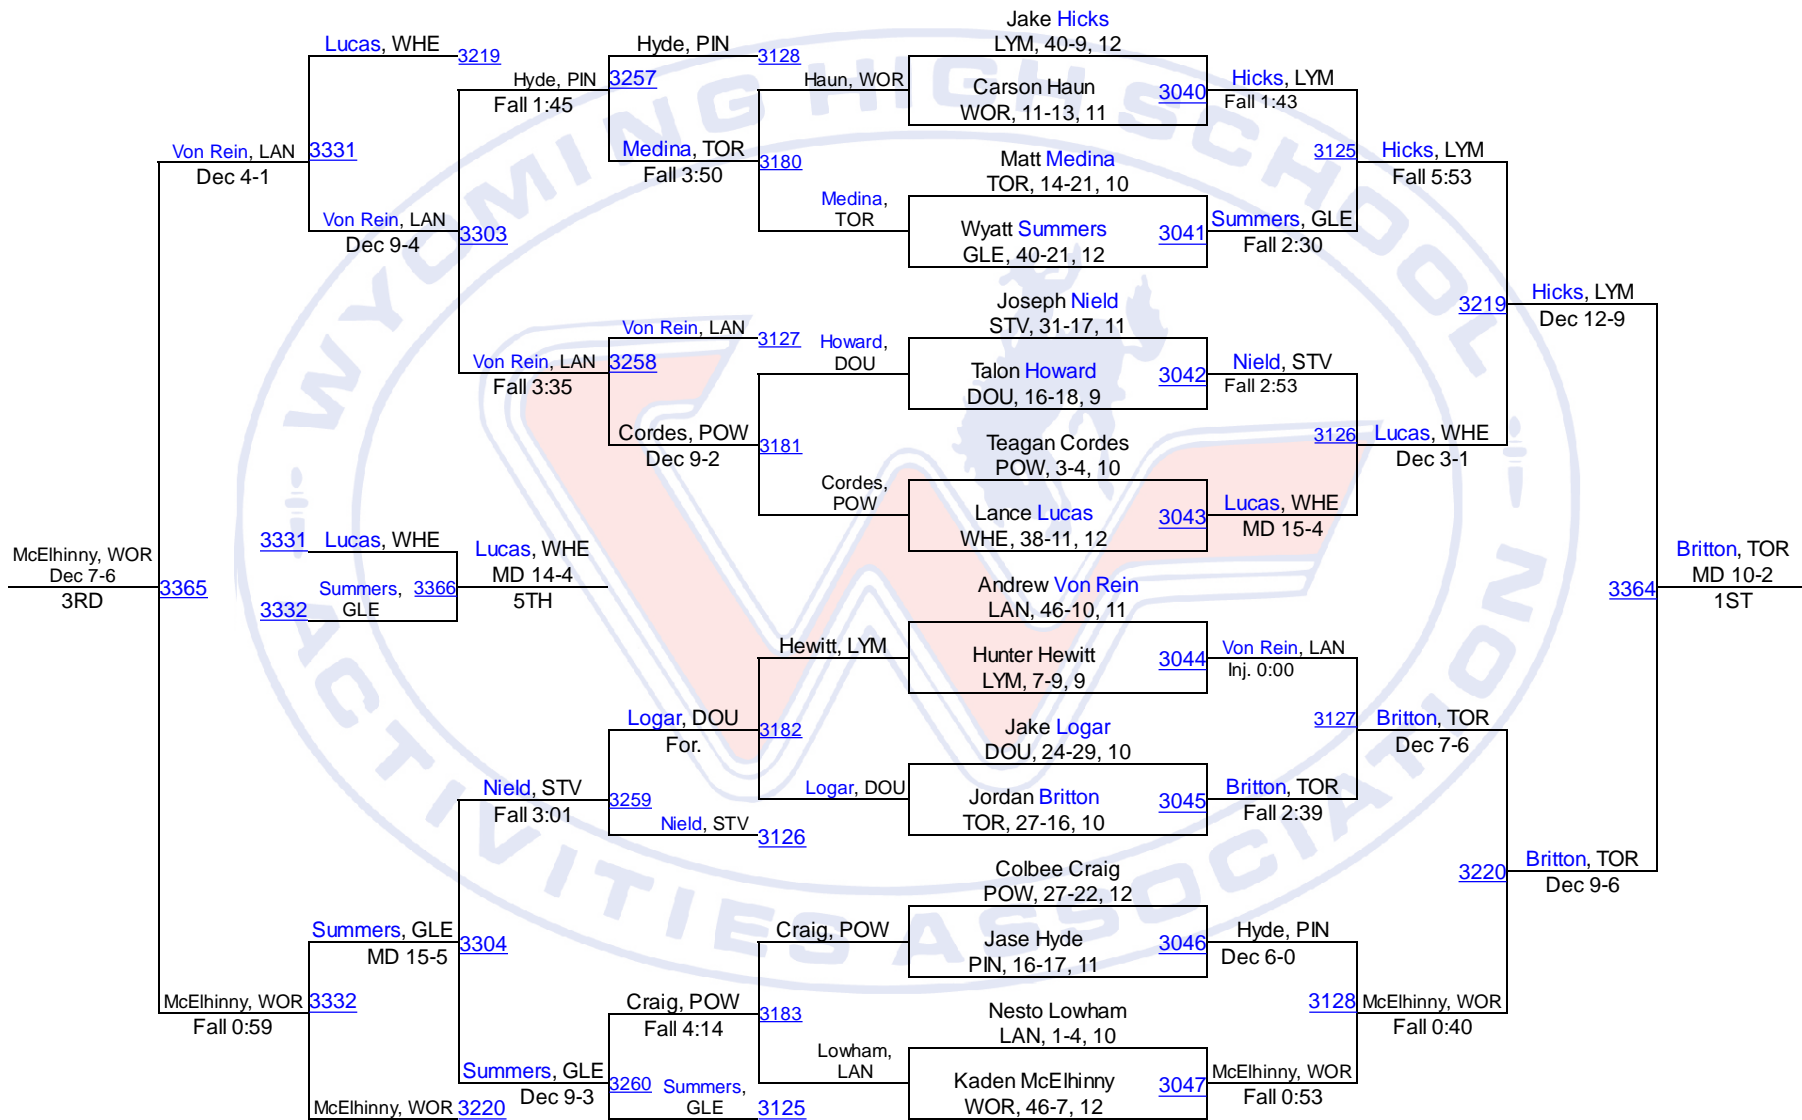 Jake Hicks
LYM, 40-9, 12
Lucas, WHE
3219
Hyde, PIN
3128
Hyde, PIN
3257
Fall 1:45
Haun, WOR
Carson Haun
WOR, 11-13, 11
3040
Hicks, LYM
Fall 1:43
Von Rein, LAN
3331
Dec 4-1
Medina, TOR
Fall 3:50
3180
Matt Medina
TOR, 14-21, 10
3125
Hicks, LYM
Fall 5:53
Von Rein, LAN
Dec 9-4
3303
Medina,
TOR
Wyatt Summers
GLE, 40-21, 12
3041
Summers, GLE
Fall 2:30
Joseph Nield
STV, 31-17, 11
3219
Hicks, LYM
Dec 12-9
Von Rein, LAN
3127
Von Rein, LAN
3258
Fall 3:35
Howard,
DOU
Talon Howard
DOU, 16-18, 9
3042
Nield, STV
Fall 2:53
Cordes, POW
Dec 9-2
3181
Teagan Cordes
POW, 3-4, 10
3126
Lucas, WHE
Dec 3-1
Cordes,
POW
Lance Lucas
WHE, 38-11, 12
3043
Lucas, WHE
MD 15-4
McElhinny, WOR
Dec 7-6
3RD
3365
3331
Lucas, WHE
Summers,
GLE
3332
3366
Lucas, WHE
MD 14-4
5TH
Andrew Von Rein
LAN, 46-10, 11
3364
Britton, TOR
MD 10-2
1ST
Hewitt, LYM
Hunter Hewitt
LYM, 7-9, 9
3044
Von Rein, LAN
Inj. 0:00
Logar, DOU
For.
3182
Jake Logar
DOU, 24-29, 10
3127
Britton, TOR
Dec 7-6
Nield, STV
Fall 3:01
3259
Logar, DOU
Jordan Britton
TOR, 27-16, 10
3045
Britton, TOR
Fall 2:39
Nield, STV
3126
Colbee Craig
POW, 27-22, 12
3220
Britton, TOR
Dec 9-6
Summers, GLE
MD 15-5
3304
Craig, POW
Jase Hyde
PIN, 16-17, 11
3046
Hyde, PIN
Dec 6-0
McElhinny, WOR
Fall 0:59
3332
Craig, POW
Fall 4:14
3183
Nesto Lowham
LAN, 1-4, 10
3128
McElhinny, WOR
Fall 0:40
Summers, GLE
Dec 9-3
3260
Lowham,
LAN
Kaden McElhinny
WOR, 46-7, 12
3047
McElhinny, WOR
Fall 0:53
McElhinny, WOR
3220
Summers,
GLE
3125
WYOMING HIGH SCHOOL
ACTIVITIES ASSOCIATION